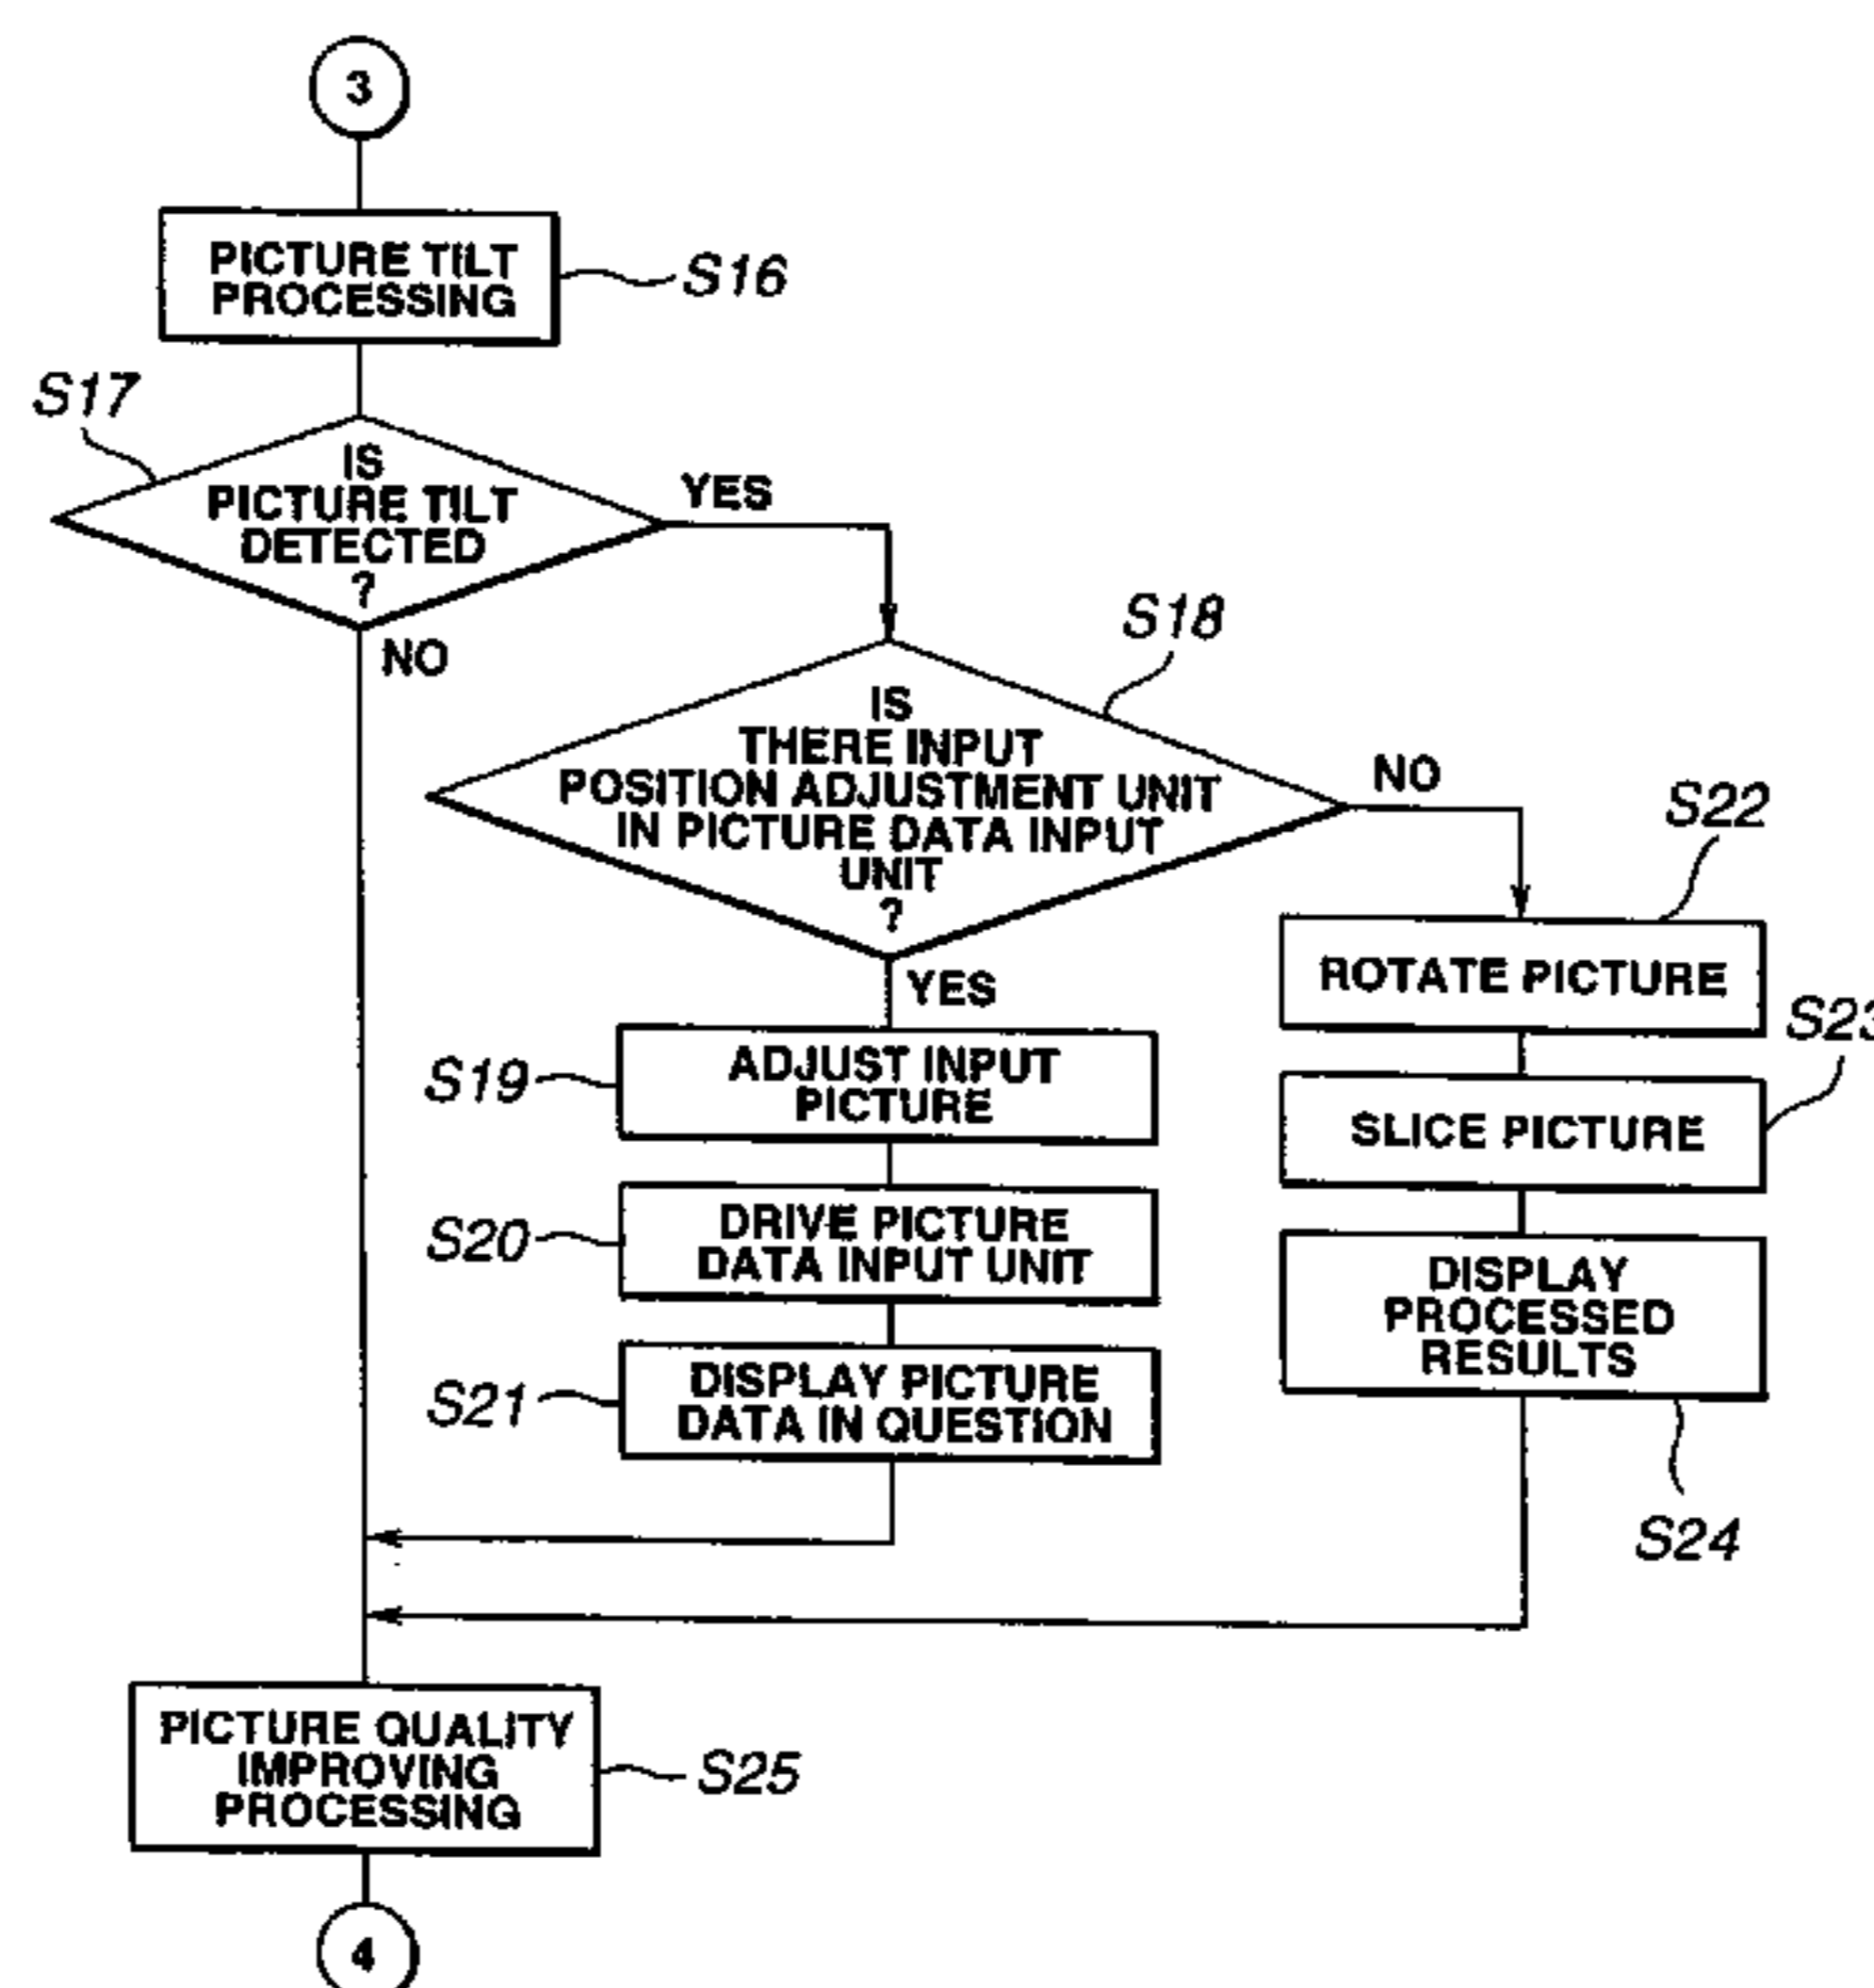 3
PICTURE TILT
PROCESSING
S16
S17
IS
PICTURE TILT
DETECTED
?
YES
NO
S18
IS
THERE INPUT
POSITION ADJUSTMENT UNIT
IN PICTURE DATA INPUT
UNIT
?
NO
YES
S22
ROTATE PICTURE
S23
SLICE PICTURE
DISPLAY
PROCESSED
RESULTS
S24
S19
ADJUST INPUT
PICTURE
S20
DRIVE PICTURE
DATA INPUT UNIT
S21
DISPLAY PICTURE
DATA IN QUESTION
PICTURE QUALITY
IMPROVING
PROCESSING
S25
4